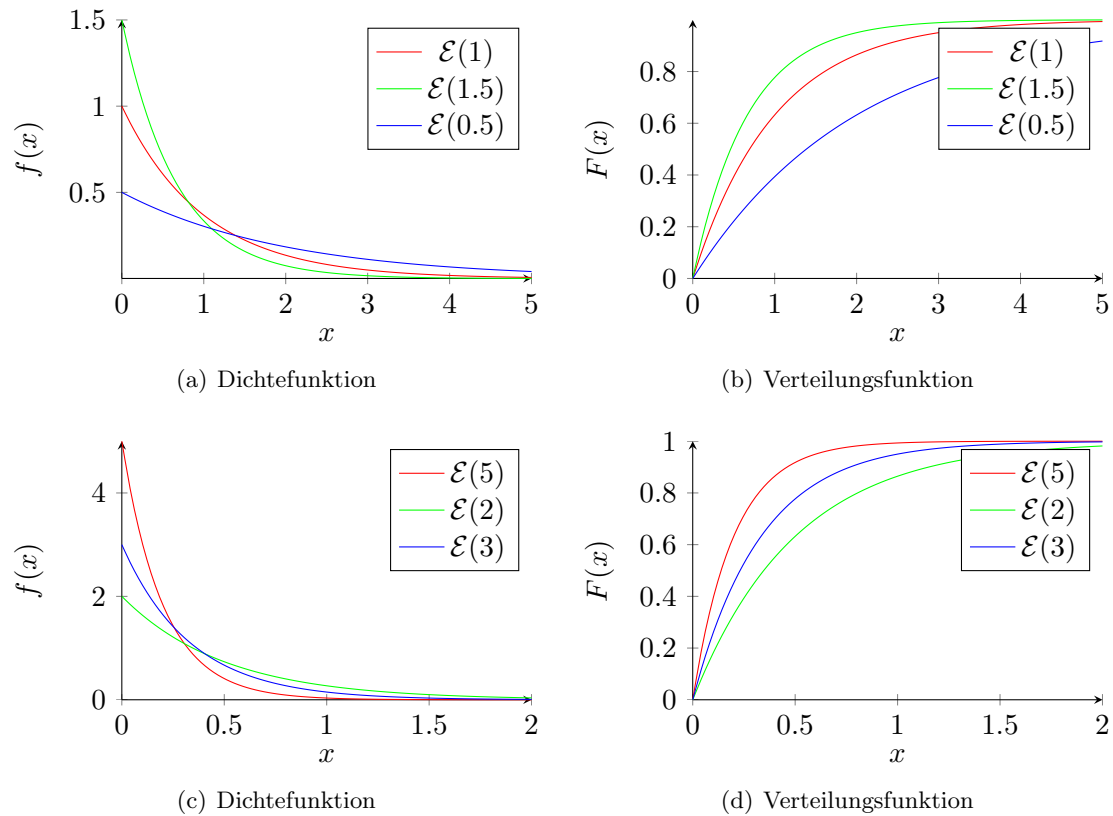 1.5
1
0.5
f(x)
0 1 2 3 4 5
x
ℰ(1)
ℰ(1.5)
ℰ(0.5)
(a) Dichtefunktion
0.8
0.6
0.4
0.2
0
F(x)
0 1 2 3 4 5
x
ℰ(1)
ℰ(1.5)
ℰ(0.5)
(b) Verteilungsfunktion
4
2
0
f(x)
0 0.5 1 1.5 2
x
ℰ(5)
ℰ(2)
ℰ(3)
(c) Dichtefunktion
1
0.8
0.6
0.4
0.2
0
F(x)
0 0.5 1 1.5 2
x
ℰ(5)
ℰ(2)
ℰ(3)
(d) Verteilungsfunktion